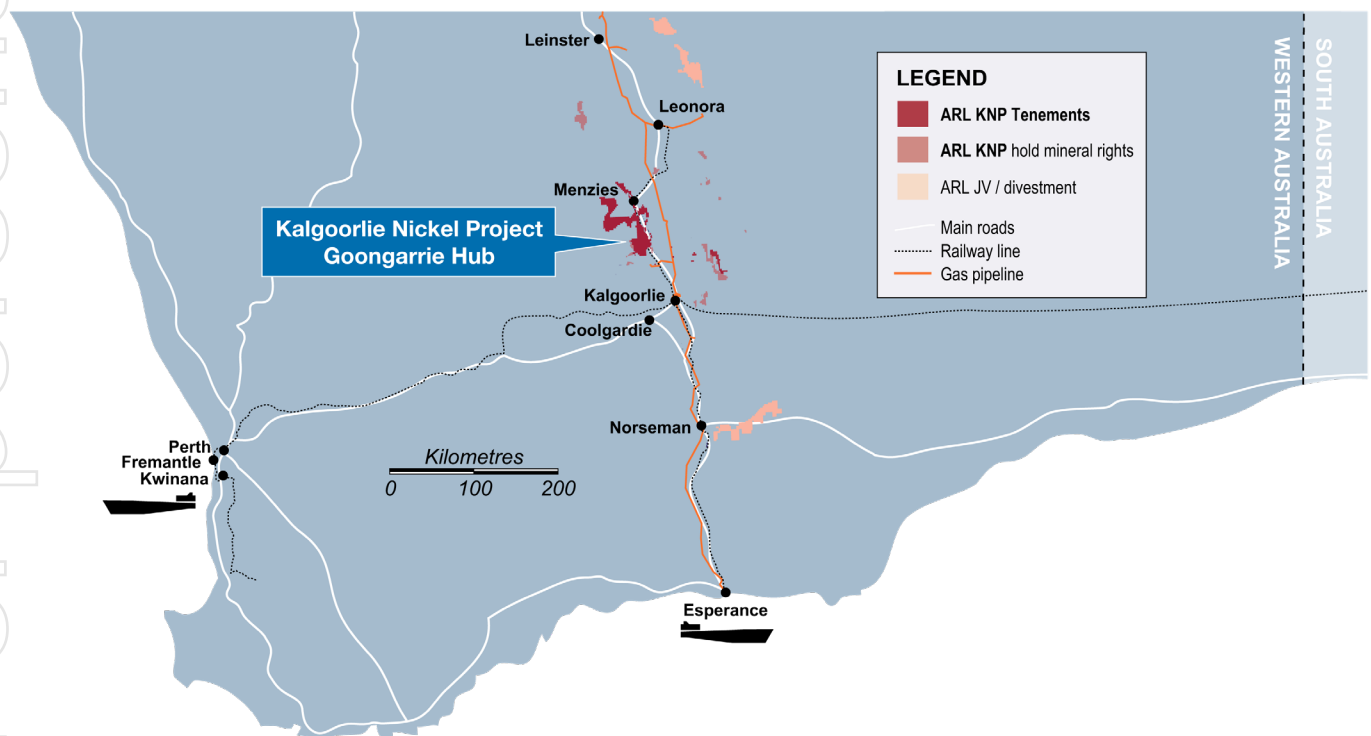 Leinster
Leonora
Menzies
Kalgoorlie Nickel Project
Goongarrie Hub
Kalgoorlie
Coolgardie
Norseman
Perth
Fremantle
Kwinana
Kilometres
0 100 200
Esperance
LEGEND
ARL KNP Tenements
ARL KNP hold mineral rights
ARL JV / divestment
Main roads
Railway line
Gas pipeline
WESTERN AUSTRALIA
SOUTH AUSTRALIA